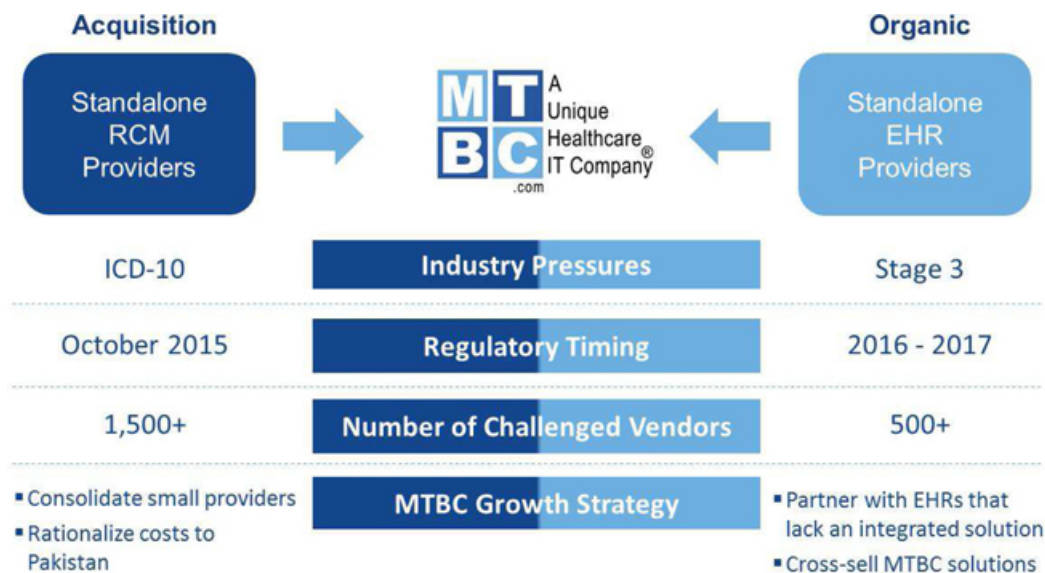 Acquisition
Organic
Standalone
RCM
Providers
M T
B C
.com
A
Unique
Healthcare
IT Company®
Standalone
EHR
Providers
ICD-10
Industry Pressures
Stage 3
October 2015
Regulatory Timing
2016 - 2017
1,500+
Number of Challenged Vendors
500+
▪ Consolidate small providers
▪ Rationalize costs to
Pakistan
MTBC Growth Strategy
▪ Partner with EHRs that
lack an integrated solution
▪ Cross-sell MTBC solutions